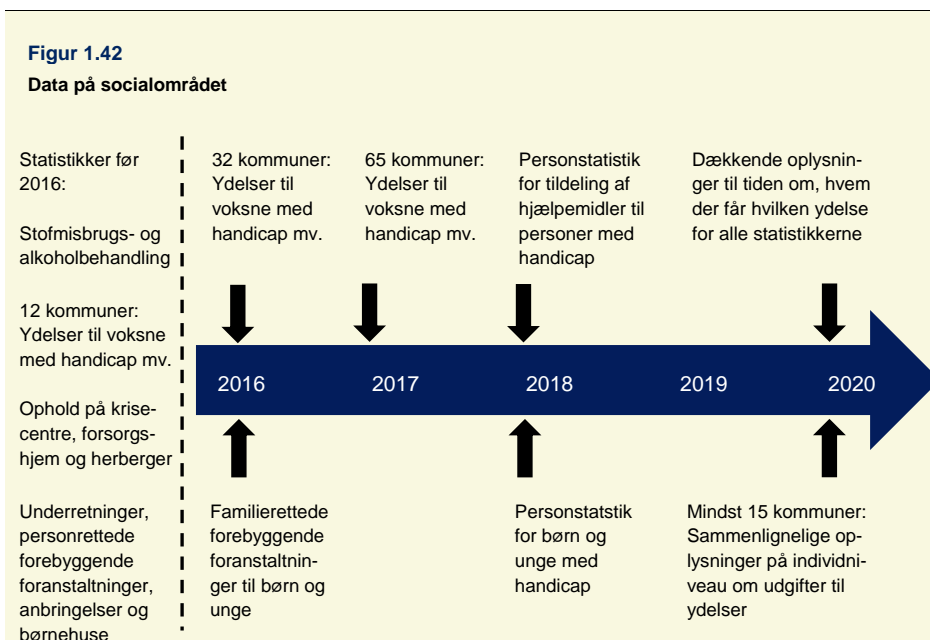 Figur 1.42
Data på socialområdet
Statistikker før
2016:
Stofmisbrugs- og
alkoholbehandling
12 kommuner:
Ydelser til voksne
med handicap mv.
Ophold på krise-
centre, forsorgs-
hjem og herberger
Underretninger,
personrettede
forebyggende
foranstaltninger,
anbringelser og
børnehuse
32 kommuner:
Ydelser til
voksne med
handicap mv.
65 kommuner:
Ydelser til
voksne med
handicap mv.
Personstatistik
for tildeling af
hjælpemidler til
personer med
handicap
Dækkende oplysnin-
ger til tiden om, hvem
der får hvilken ydelse
for alle statistikkerne
2016
2017
2018
2019
2020
Familierettede
forebyggende
foranstaltnin-
ger til børn og
unge
Personstatstik
for børn og
unge med
handicap
Mindst 15 kommuner:
Sammenlignelige op-
lysninger på individni-
veau om udgifter til
ydelser